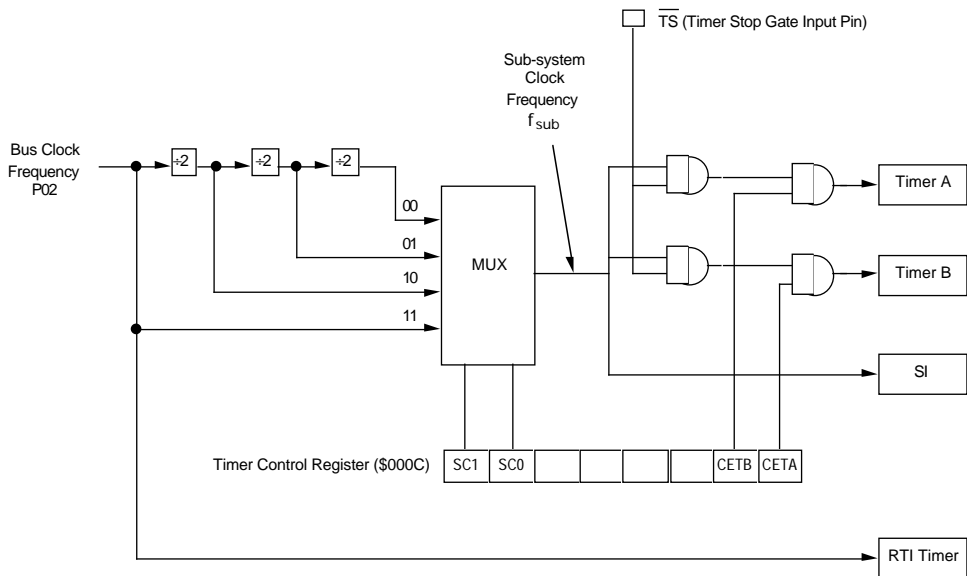 TS (Timer Stop Gate Input Pin)
Sub-system
Clock
Frequency
fsub
Bus Clock
Frequency
P02
÷2
÷2
÷2
00
01
10
11
MUX
Timer A
Timer B
SI
Timer Control Register ($000C)
SC1
SC0
CETB
CETA
RTI Timer